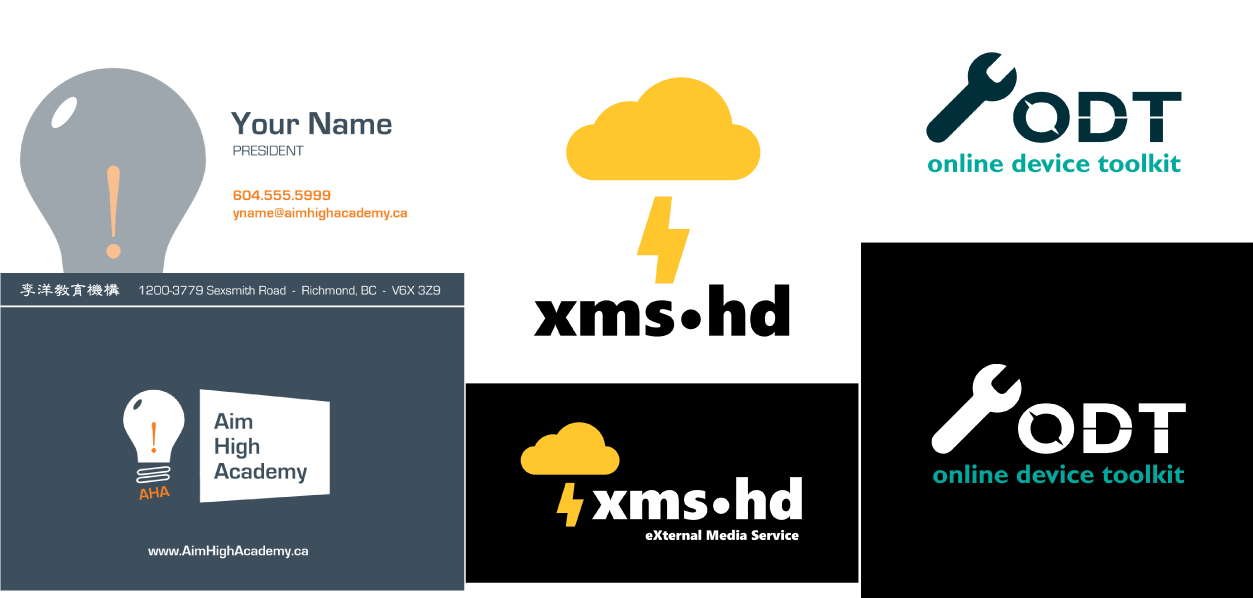 Your Name
PRESIDENT
604.555.5999
yname@aimhighacademy.ca
李洋教育機構 1200-3779 Sexsmith Road - Richmond, BC - V6X 3Z9
!
Aim
High
Academy
!
AHA
www.AimHighAcademy.ca
xms•hd
xms•hd
eXternal Media Service
ODT
online device toolkit
ODT
online device toolkit